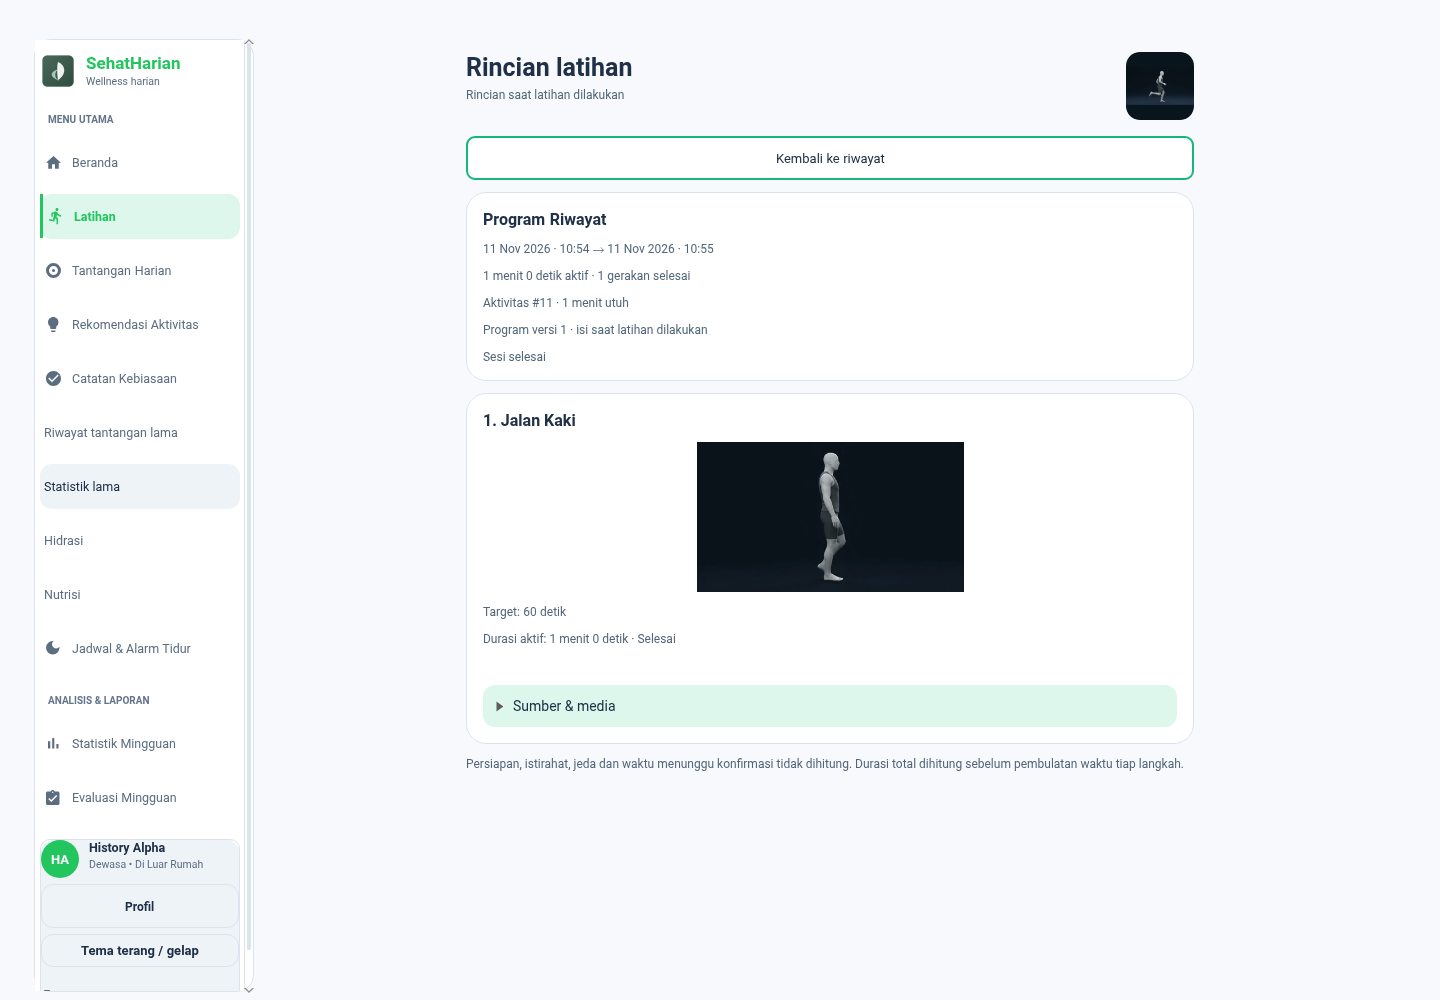 SehatHarian
Wellness harian
MENU UTAMA
Beranda
Latihan
Tantangan Harian
Rekomendasi Aktivitas
Catatan Kebiasaan
Riwayat tantangan lama
Statistik lama
Hidrasi
Nutrisi
Jadwal & Alarm Tidur
ANALISIS & LAPORAN
Statistik Mingguan
Evaluasi Mingguan
HA
History Alpha
Dewasa • Di Luar Rumah
Profil
Tema terang / gelap
Rincian latihan
Rincian saat latihan dilakukan
Kembali ke riwayat
Program Riwayat
11 Nov 2026 · 10:54 → 11 Nov 2026 · 10:55
1 menit 0 detik aktif · 1 gerakan selesai
Aktivitas #11 · 1 menit utuh
Program versi 1 · isi saat latihan dilakukan
Sesi selesai
1. Jalan Kaki
Target: 60 detik
Durasi aktif: 1 menit 0 detik · Selesai
Sumber & media
Persiapan, istirahat, jeda dan waktu menunggu konfirmasi tidak dihitung. Durasi total dihitung sebelum pembulatan waktu tiap langkah.